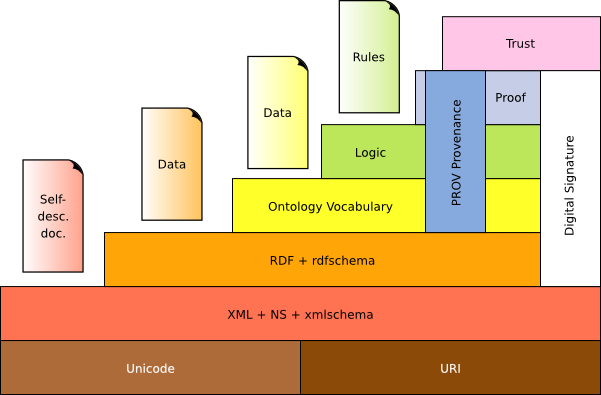 Rules
Trust
Data
Proof
PROV Provenance
Data
Logic
Digital Signature
Self-
desc.
doc.
Ontology Vocabulary
RDF + rdfschema
XML + NS + xmlschema
Unicode
URI